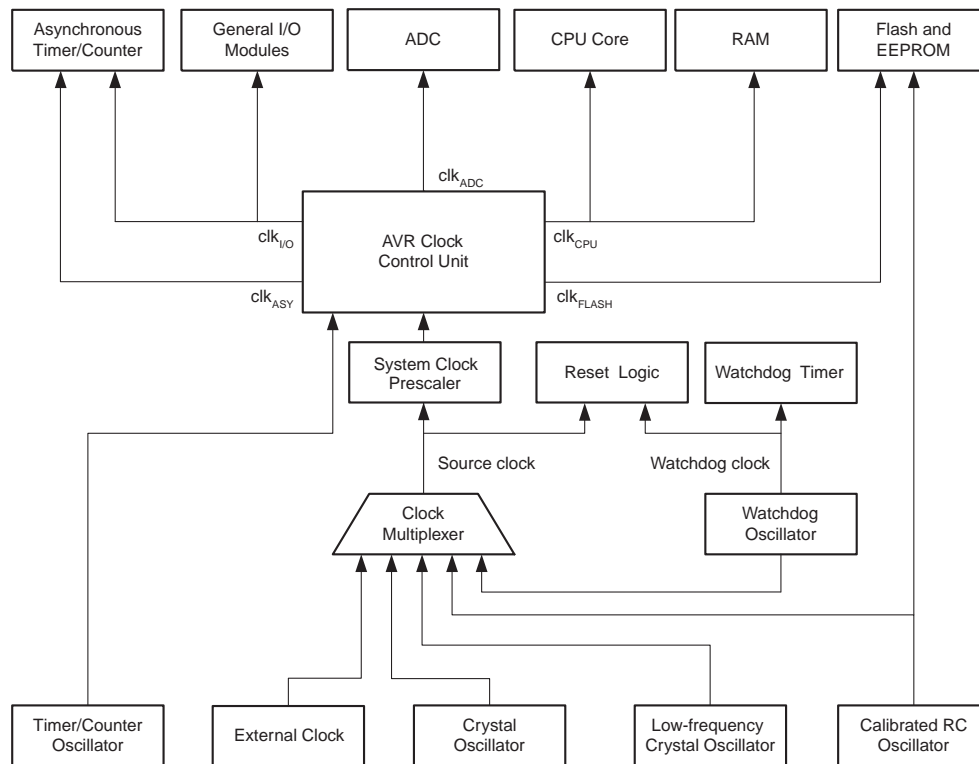 Asynchronous
Timer/Counter
General I/O
Modules
ADC
CPU Core
RAM
Flash and
EEPROM
clkADC
clkI/O
AVR Clock
Control Unit
clkCPU
clkASY
clkFLASH
System Clock
Prescaler
Reset Logic
Watchdog Timer
Source clock
Watchdog clock
Clock
Multiplexer
Watchdog
Oscillator
Timer/Counter
Oscillator
External Clock
Crystal
Oscillator
Low-frequency
Crystal Oscillator
Calibrated RC
Oscillator